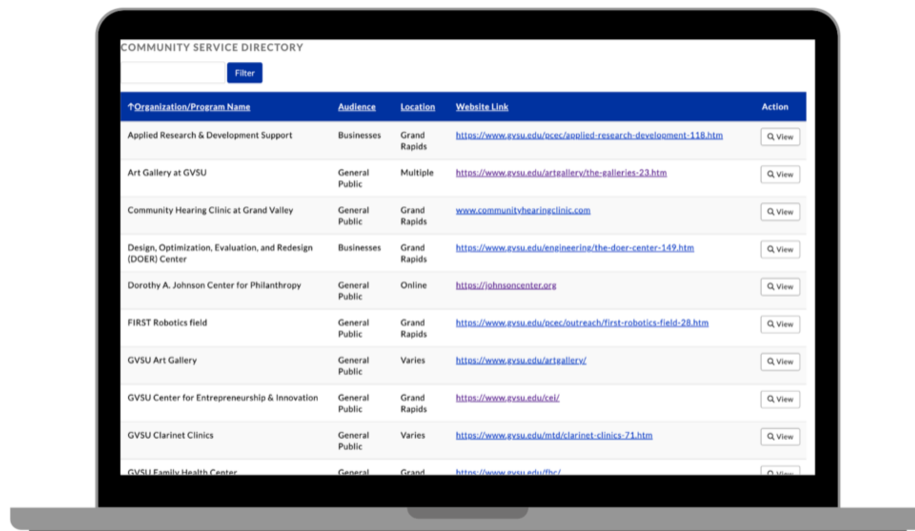 COMMUNITY SERVICE DIRECTORY
Filter
↑Organization/Program Name Audience Location Website Link Action
Applied Research & Development Support Businesses Grand Rapids https://www.gvsu.edu/pcec/applied-research-development-118.htm View
Art Gallery at GVSU General Public Multiple https://www.gvsu.edu/artgallery/the-galleries-23.htm View
Community Hearing Clinic at Grand Valley General Public Grand Rapids www.communityhearingclinic.com View
Design, Optimization, Evaluation, and Redesign (DOER) Center Businesses Grand Rapids https://www.gvsu.edu/engineering/the-doer-center-149.htm View
Dorothy A. Johnson Center for Philanthropy General Public Online https://johnsoncenter.org View
FIRST Robotics field General Public Grand Rapids https://www.gvsu.edu/pcec/outreach/first-robotics-field-28.htm View
GVSU Art Gallery General Public Varies https://www.gvsu.edu/artgallery/ View
GVSU Center for Entrepreneurship & Innovation General Public Grand Rapids https://www.gvsu.edu/cei/ View
GVSU Clarinet Clinics General Public Varies https://www.gvsu.edu/mtd/clarinet-clinics-71.htm View
GVSU Family Health Center General Grand https://www.gvsu.edu/fhc/ View